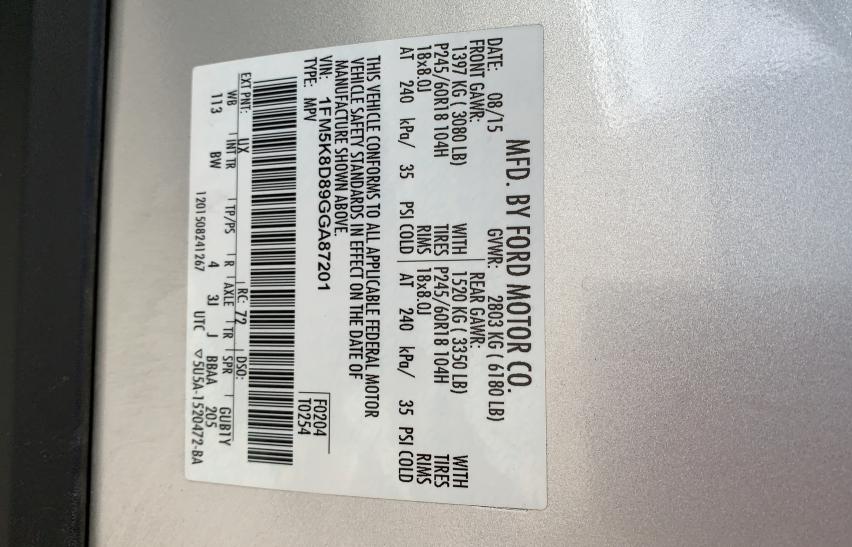 MFD. BY FORD MOTOR CO.
DATE: 08/15 GVWR: 2803 KG ( 6180 LB)
FRONT GAWR: REAR GAWR:
1397 KG ( 3080 LB) WITH 1520 KG ( 3350 LB) WITH
P245/60R18 104H TIRES P245/60R18 104H TIRES
18x8.0J RIMS 18x8.0J RIMS
AT 240 kPa/ 35 PSI COLD AT 240 kPa/ 35 PSI COLD
THIS VEHICLE CONFORMS TO ALL APPLICABLE FEDERAL MOTOR
VEHICLE SAFETY STANDARDS IN EFFECT ON THE DATE OF
MANUFACTURE SHOWN ABOVE.
VIN: 1FM5K8D89GGA87201 F0204
TYPE: MPV T0254
EXT PNT: UX RC: 72 DSO:
WB INT TR TP/PS R AXLE TR SPR GUBTY
113 BW 4 3J J BBAA 205
1201508241267 UTC ▽5U5A-1520472-BA